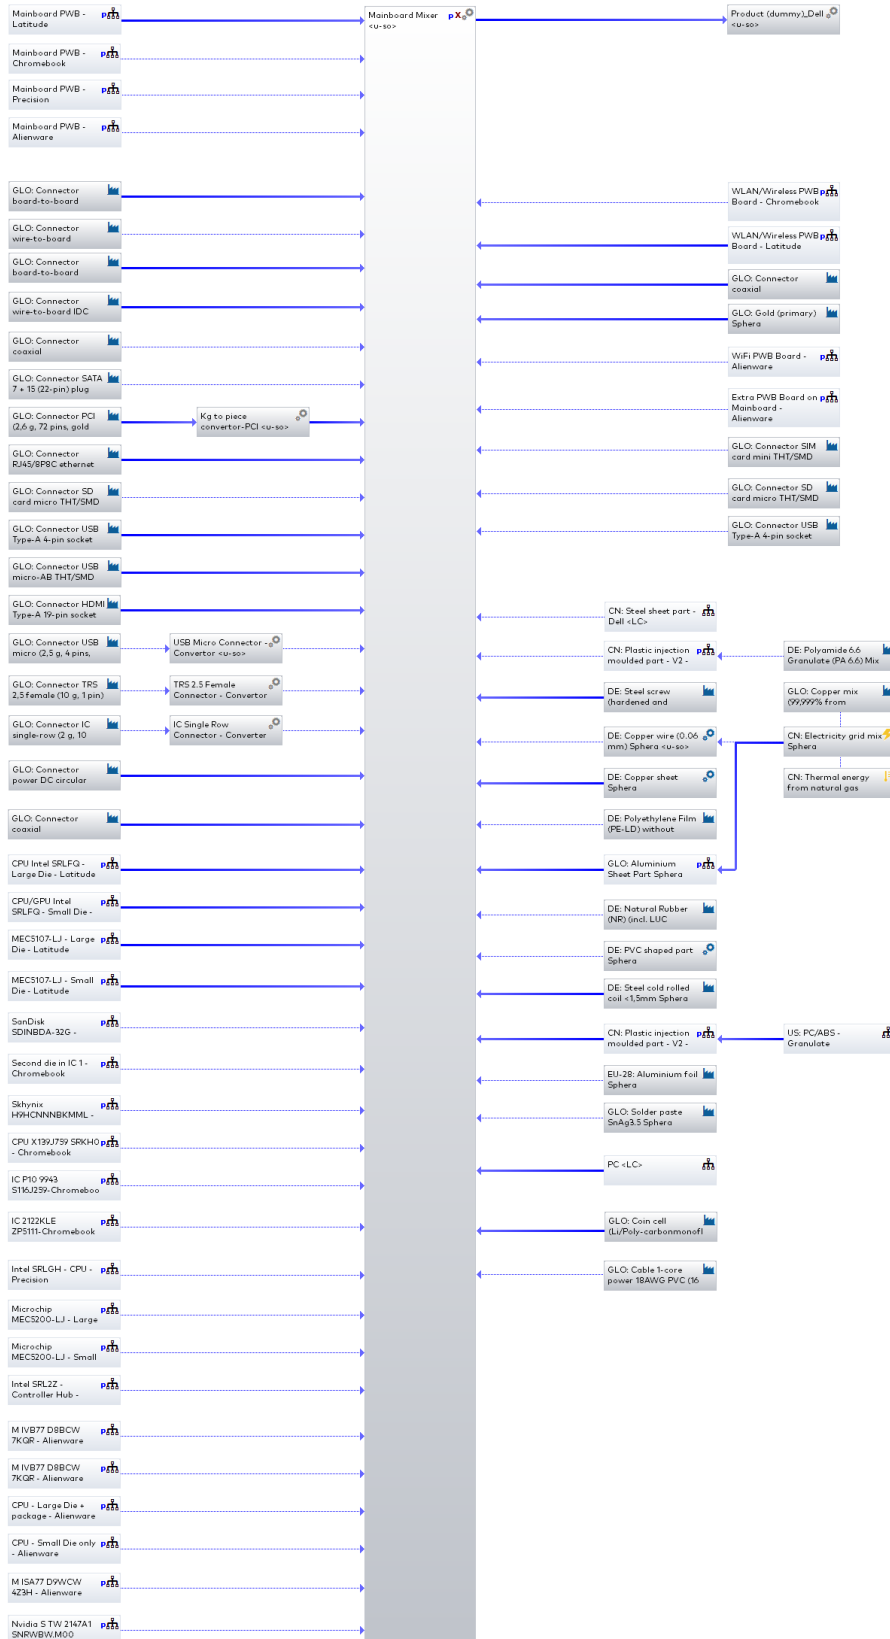 Mainboard PWB -
Latitude
Mainboard PWB -
Chromebook
Mainboard PWB -
Precision
Mainboard PWB -
Alienware
GLO: Connector
board-to-board
GLO: Connector
wire-to-board
GLO: Connector
board-to-board
GLO: Connector
wire-to-board IDC
GLO: Connector
coaxial
GLO: Connector SATA
7 + 15 (22-pin) plug
GLO: Connector PCI
(2,6 g, 72 pins, gold
Kg to piece
convertor-PCI <u-so>
GLO: Connector
RJ45/8P8C ethernet
GLO: Connector SD
card micro THT/SMD
GLO: Connector USB
Type-A 4-pin socket
GLO: Connector USB
micro-AB THT/SMD
GLO: Connector HDMI
Type-A 19-pin socket
GLO: Connector USB
micro (2,5 g, 4 pins,
USB Micro Connector -
Convertor <u-so>
GLO: Connector TRS
2,5 female (10 g, 1 pin)
TRS 2.5 Female
Connector - Convertor
GLO: Connector IC
single-row (2 g, 10
IC Single Row
Connector - Converter
GLO: Connector
power DC circular
GLO: Connector
coaxial
CPU Intel SRLFQ -
Large Die - Latitude
CPU/GPU Intel
SRLFQ - Small Die -
MEC5107-LJ - Large
Die - Latitude
MEC5107-LJ - Small
Die - Latitude
SanDisk
SDINBDA-32G -
Second die in IC 1 -
Chromebook
Skhynix
H9HCNNNBKMML -
CPU X139J759 SRKH0
- Chromebook
IC P10 9943
S116J259-Chromeboo
IC 2122KLE
ZP5111-Chromebook
Intel SRLGH - CPU -
Precision
Microchip
MEC5200-LJ - Large
Microchip
MEC5200-LJ - Small
Intel SRL2Z -
Controller Hub -
M IVB77 D8BCW
7KQR - Alienware
M IVB77 D8BCW
7KQR - Alienware
CPU - Large Die +
package - Alienware
CPU - Small Die only
- Alienware
M ISA77 D9WCW
4Z3H - Alienware
Nvidia S TW 2147A1
SNRWBW.M00
Mainboard Mixer
<u-so>
Product (dummy)_Dell
<u-so>
WLAN/Wireless PWB
Board - Chromebook
WLAN/Wireless PWB
Board - Latitude
GLO: Connector
coaxial
GLO: Gold (primary)
Sphera
WiFi PWB Board -
Alienware
Extra PWB Board on
Mainboard -
Alienware
GLO: Connector SIM
card mini THT/SMD
GLO: Connector SD
card micro THT/SMD
GLO: Connector USB
Type-A 4-pin socket
CN: Steel sheet part -
Dell <LC>
CN: Plastic injection
moulded part - V2 -
DE: Polyamide 6.6
Granulate (PA 6.6) Mix
DE: Steel screw
(hardened and
GLO: Copper mix
(99,999% from
DE: Copper wire (0.06
mm) Sphera <u-so>
CN: Electricity grid mix
Sphera
DE: Copper sheet
Sphera
CN: Thermal energy
from natural gas
DE: Polyethylene Film
(PE-LD) without
GLO: Aluminium
Sheet Part Sphera
DE: Natural Rubber
(NR) (incl. LUC
DE: PVC shaped part
Sphera
DE: Steel cold rolled
coil <1,5mm Sphera
CN: Plastic injection
moulded part - V2 -
US: PC/ABS -
Granulate
EU-28: Aluminium foil
Sphera
GLO: Solder paste
SnAg3.5 Sphera
PC <LC>
GLO: Coin cell
(Li/Poly-carbonmonofl
GLO: Cable 1-core
power 18AWG PVC (16